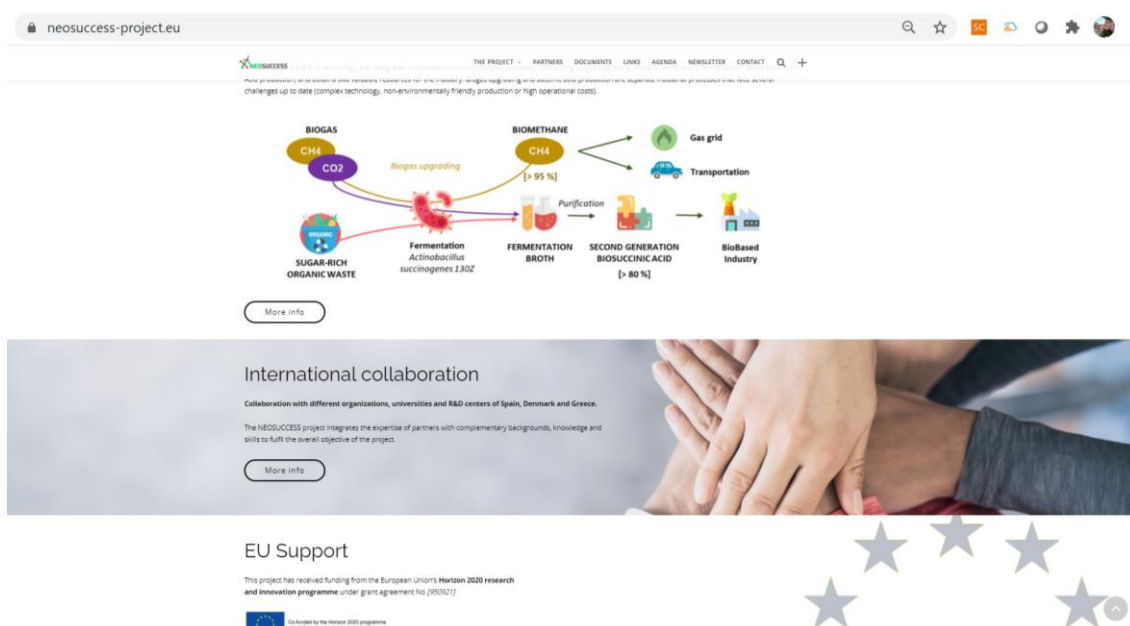 neosuccess-project.eu
SC
NEOSUCCESS
THE PROJECT
PARTNERS
DOCUMENTS
LINKS
AGENDA
NEWSLETTER
CONTACT
challenges up to date (complex technology, non-environmentally friendly production or high operational costs).
BIOGAS
CH4
CO2
Biogas upgrading
BIOMETHANE
CH4
[> 95 %]
Gas grid
Transportation
Purification
ORGANIC
SUGAR-RICH
ORGANIC WASTE
Fermentation
Actinobacillus
succinogenes 130Z
FERMENTATION
BROTH
SECOND GENERATION
BIOSUCCINIC ACID
[> 80 %]
BioBased
Industry
More info
International collaboration
Collaboration with different organizations, universities and R&D centers of Spain, Denmark and Greece.
The NEOSUCCESS project integrates the expertise of partners with complementary backgrounds, knowledge and
skills to fulfil the overall objective of the project.
More info
EU Support
This project has received funding from the European Union's Horizon 2020 research
and innovation programme under grant agreement No [950921]
Co-funded by the Horizon 2020 programme